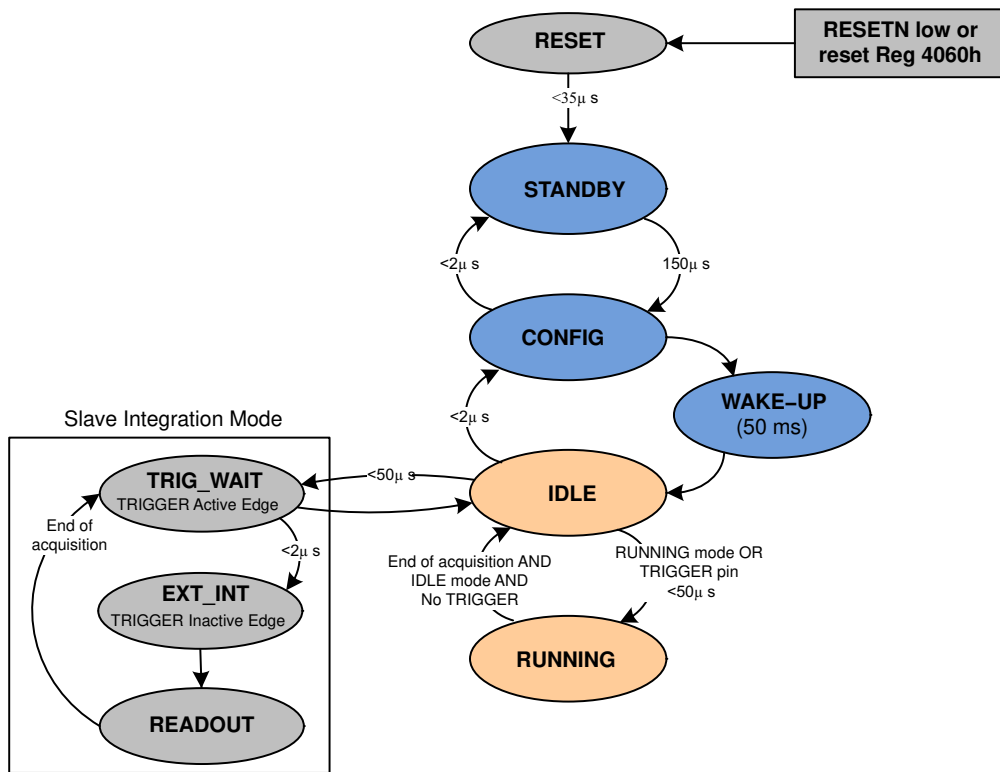 RESET
RESETN low or
reset Reg 4060h
<35μ s
STANDBY
<2μ s
150μ s
CONFIG
WAKE–UP
(50 ms)
<2μ s
Slave Integration Mode
TRIG_WAIT
TRIGGER Active Edge
<50μ s
IDLE
End of
acquisition
<2μ s
EXT_INT
TRIGGER Inactive Edge
READOUT
End of acquisition AND
IDLE mode AND
No TRIGGER
RUNNING mode OR
TRIGGER pin
<50μ s
RUNNING